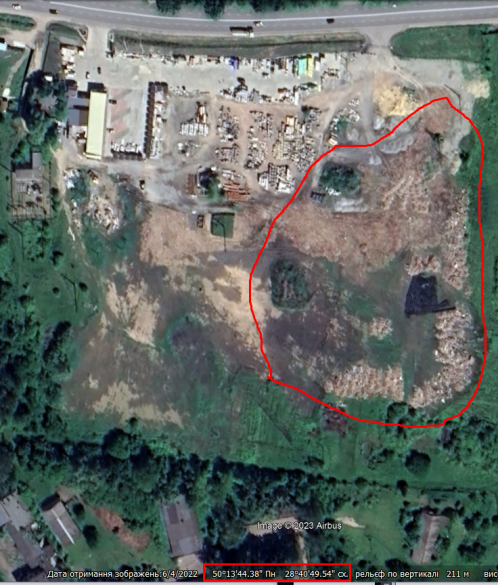 Image © 2023 Airbus
Дата отримання зображень: 6/4/2022 50°13'44.38" Пн 28°40'49.54" сх. рельєф по вертикалі 211 м вис